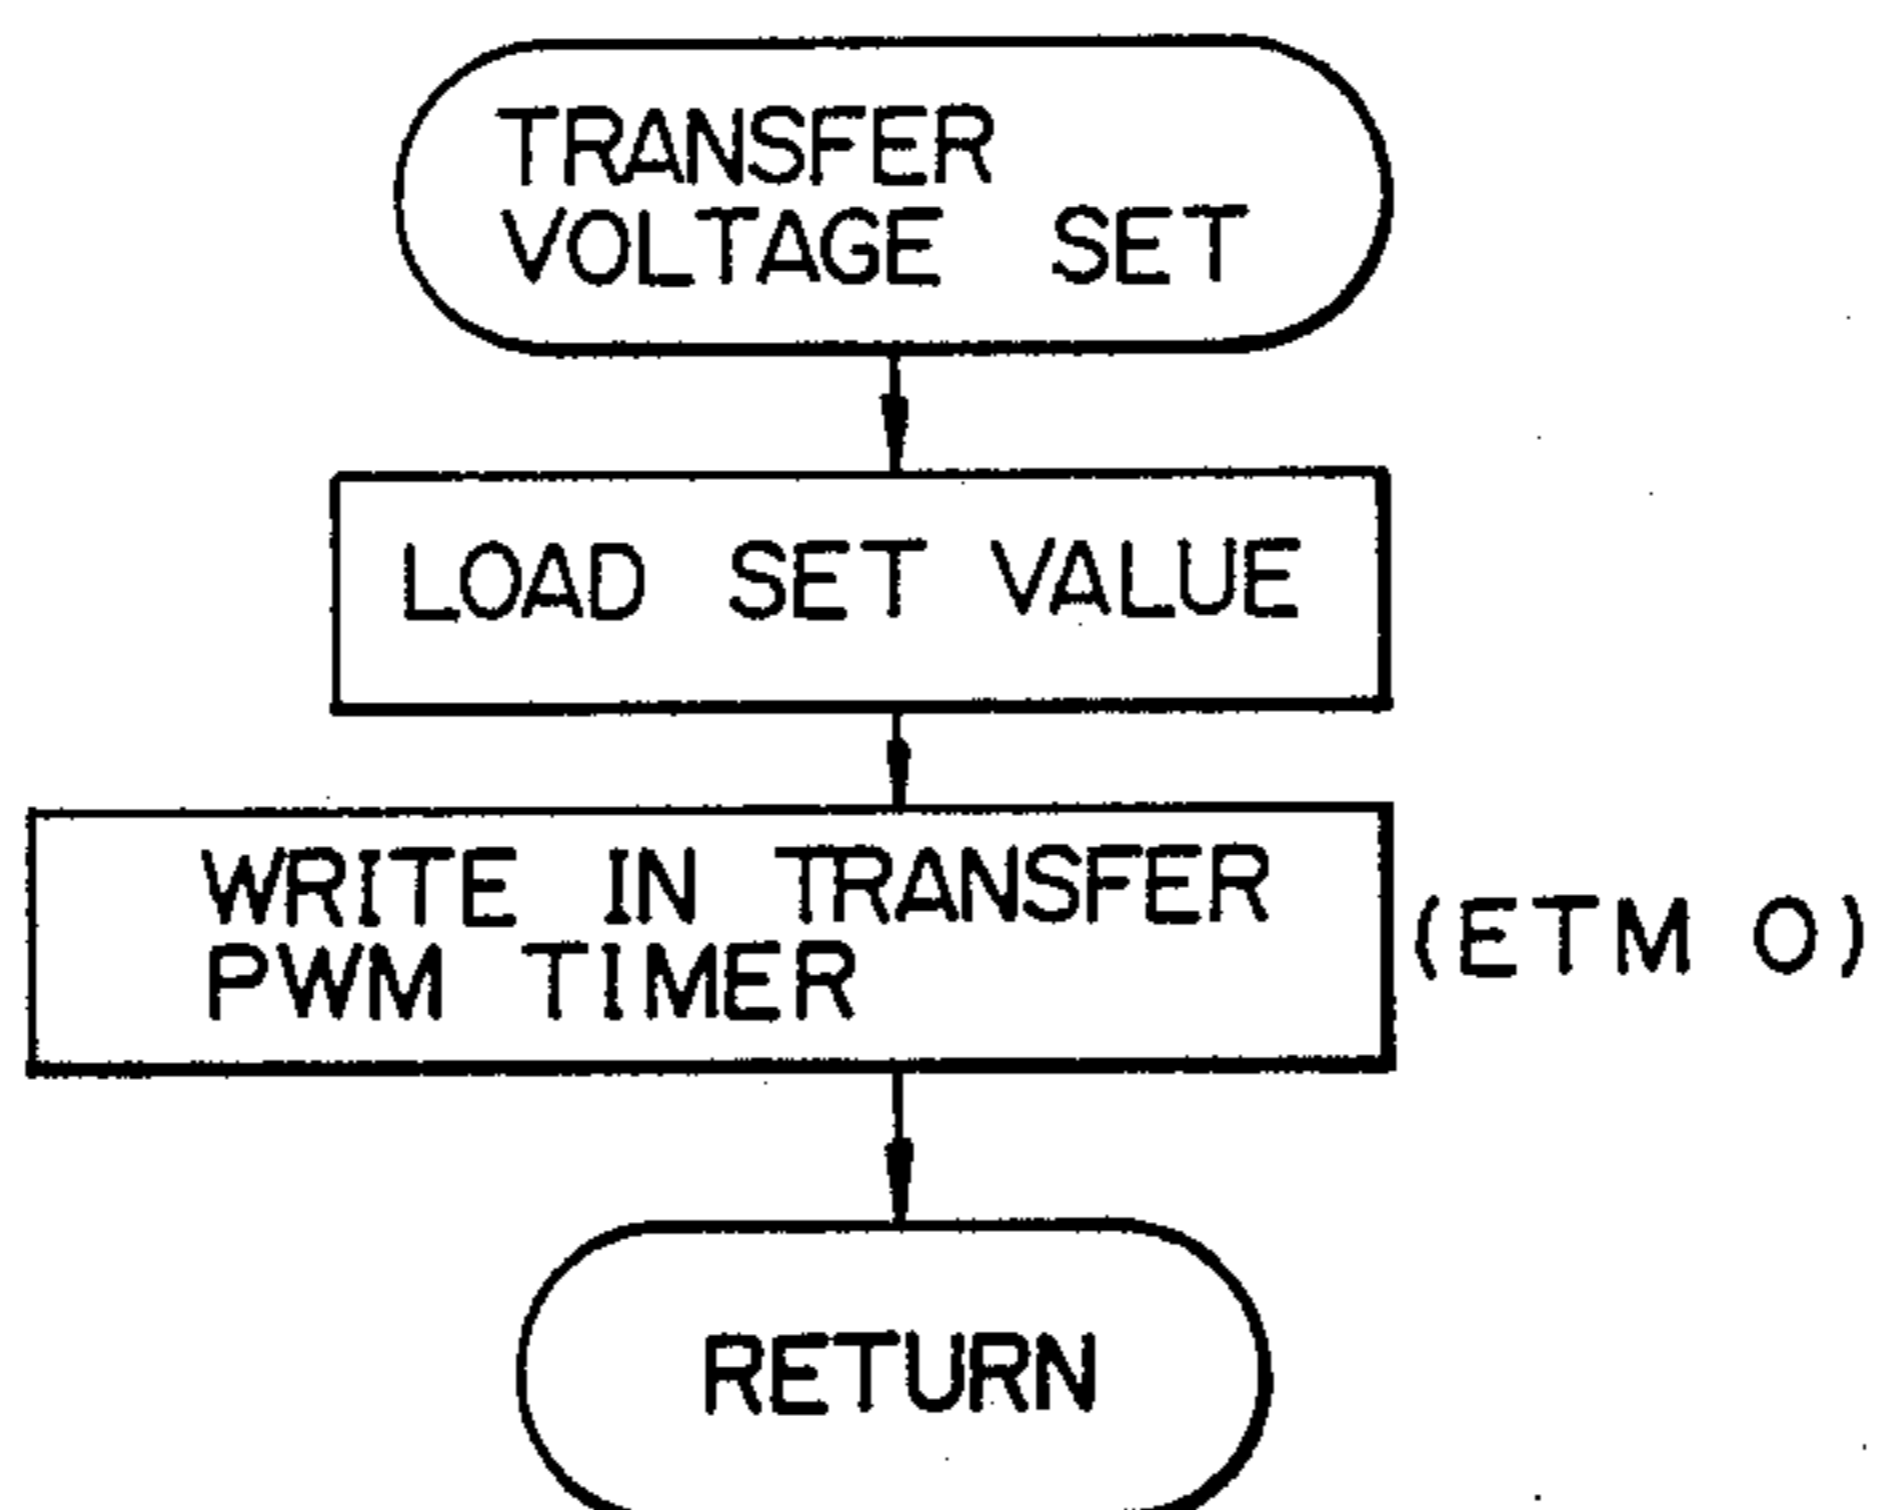 TRANSFER
VOLTAGE SET
LOAD SET VALUE
WRITE IN TRANSFER
PWM TIMER
(ETM 0)
RETURN